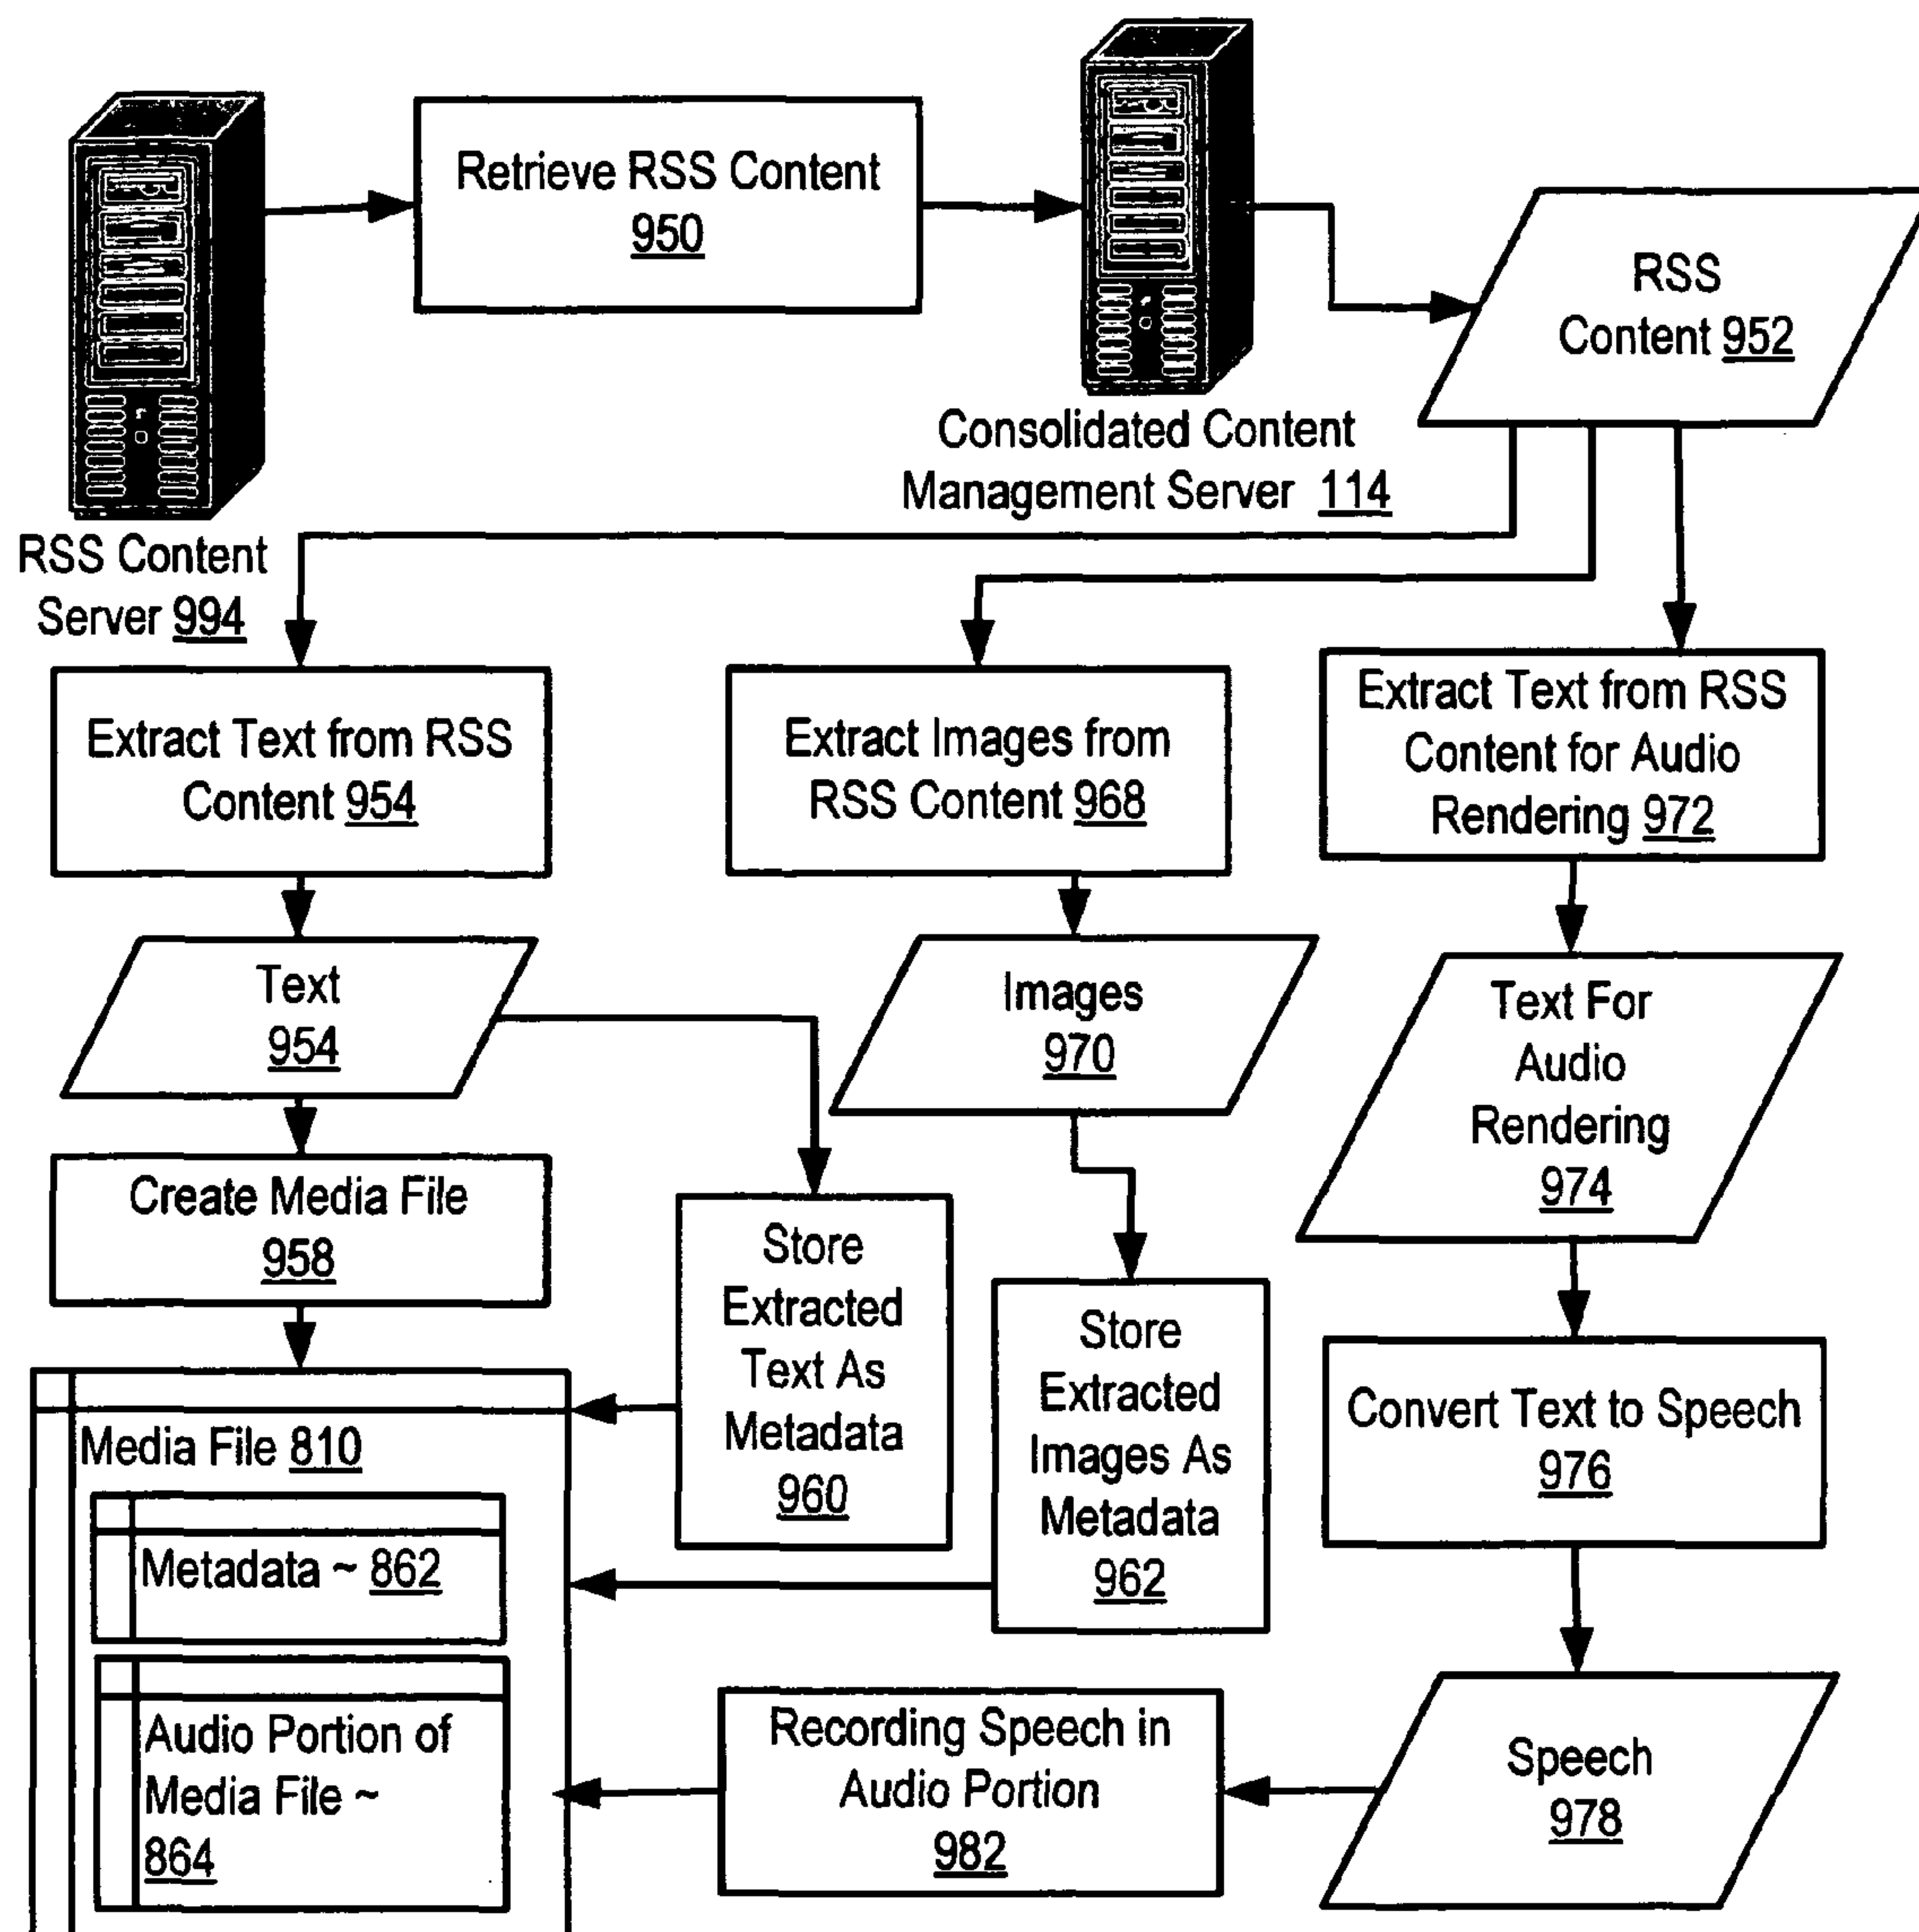 Retrieve RSS Content
950
RSS
Content 952
Consolidated Content
Management Server 114
RSS Content
Server 994
Extract Text from RSS
Content 954
Extract Images from
RSS Content 968
Extract Text from RSS
Content for Audio
Rendering 972
Text
954
Images
970
Text For
Audio
Rendering
974
Create Media File
958
Store
Extracted
Text As
Metadata
960
Store
Extracted
Images As
Metadata
962
Convert Text to Speech
976
Media File 810
Metadata ~ 862
Audio Portion of
Media File ~
864
Recording Speech in
Audio Portion
982
Speech
978